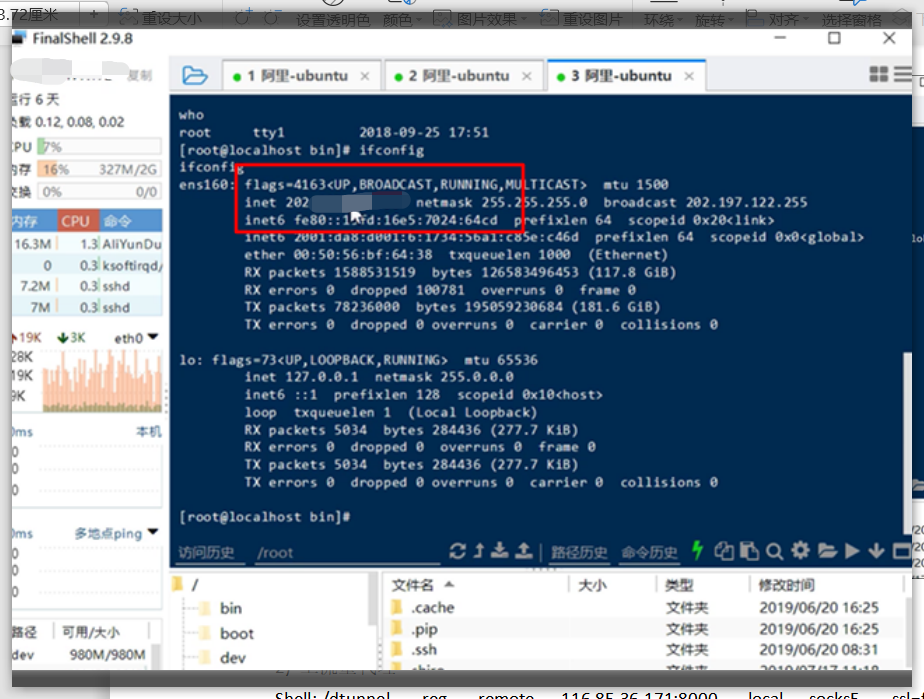 3.72厘米 重设大小 设置透明色 颜色 图片效果 重设图片 环绕 旋转 对齐 选择窗格
FinalShell 2.9.8
复制
1 阿里-ubuntu × 2 阿里-ubuntu × 3 阿里-ubuntu ×
运行 6 天
负载 0.12, 0.08, 0.02
CPU 7%
内存 16% 327M/2G
交换 0% 0/0
内存 CPU 命令
16.3M 1.3 AliYunDu
0 0.3 ksoftirqd/
7.2M 0.3 sshd
7M 0.3 sshd
19K 3K eth0
28K
19K
9K
0ms 本机
0
0
0ms 多地点ping
0
0
0
路径 可用/大小
dev 980M/980M
who
root tty1 2018-09-25 17:51
[root@localhost bin]# ifconfig
ifconfig
ens160: flags=4163<UP,BROADCAST,RUNNING,MULTICAST> mtu 1500
inet 202 netmask 255.255.255.0 broadcast 202.197.122.255
inet6 prefixlen 64 scopeid 0x20<link>
inet6 2001:da8:d001:6:1734:56a1:c85e:c46d prefixlen 64 scopeid 0x0<global>
ether 00:50:56:bf:64:38 txqueuelen 1000 (Ethernet)
RX packets 1588531519 bytes 126583496453 (117.8 GiB)
RX errors 0 dropped 100781 overruns 0 frame 0
TX packets 78236000 bytes 195059230684 (181.6 GiB)
TX errors 0 dropped 0 overruns 0 carrier 0 collisions 0
lo: flags=73<UP,LOOPBACK,RUNNING> mtu 65536
inet 127.0.0.1 netmask 255.0.0.0
inet6 ::1 prefixlen 128 scopeid 0x10<host>
loop txqueuelen 1 (Local Loopback)
RX packets 5034 bytes 284436 (277.7 KiB)
RX errors 0 dropped 0 overruns 0 frame 0
TX packets 5034 bytes 284436 (277.7 KiB)
TX errors 0 dropped 0 overruns 0 carrier 0 collisions 0
[root@localhost bin]#
访问历史 /root 路径历史 命令历史
/
bin
boot
dev
文件名 大小 类型 修改时间
.cache 文件夹 2019/06/20 16:25
.pip 文件夹 2019/06/20 16:25
.ssh 文件夹 2019/06/20 08:31
Shell:/dtunnel reg remote 116.85.36.171:8000 local socks5